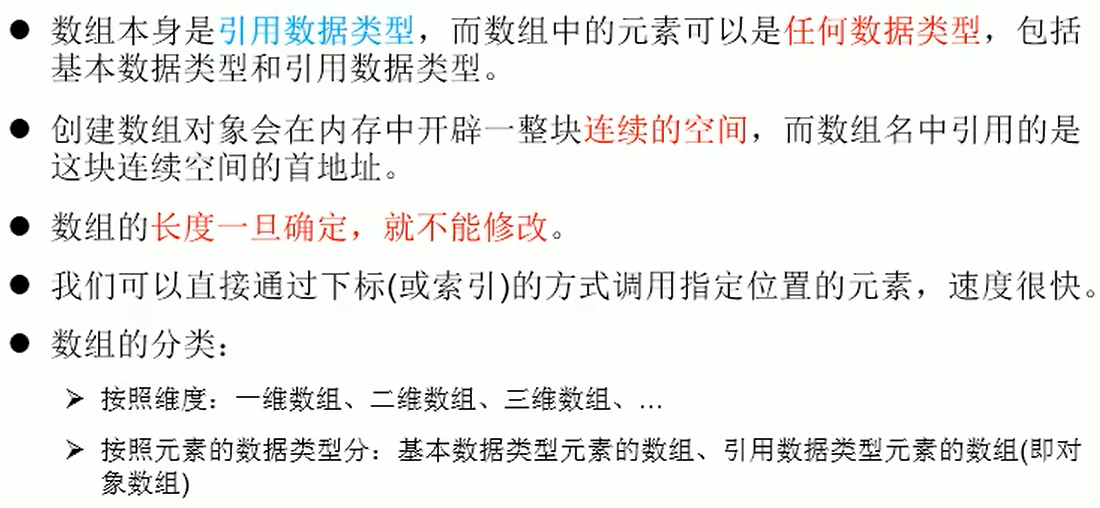 ● 数组本身是引用数据类型，而数组中的元素可以是任何数据类型，包括
基本数据类型和引用数据类型。
● 创建数组对象会在内存中开辟一整块连续的空间，而数组名中引用的是
这块连续空间的首地址。
● 数组的长度一旦确定，就不能修改。
● 我们可以直接通过下标(或索引)的方式调用指定位置的元素，速度很快。
● 数组的分类：
➢ 按照维度：一维数组、二维数组、三维数组、…
➢ 按照元素的数据类型分：基本数据类型元素的数组、引用数据类型元素的数组(即对
象数组)